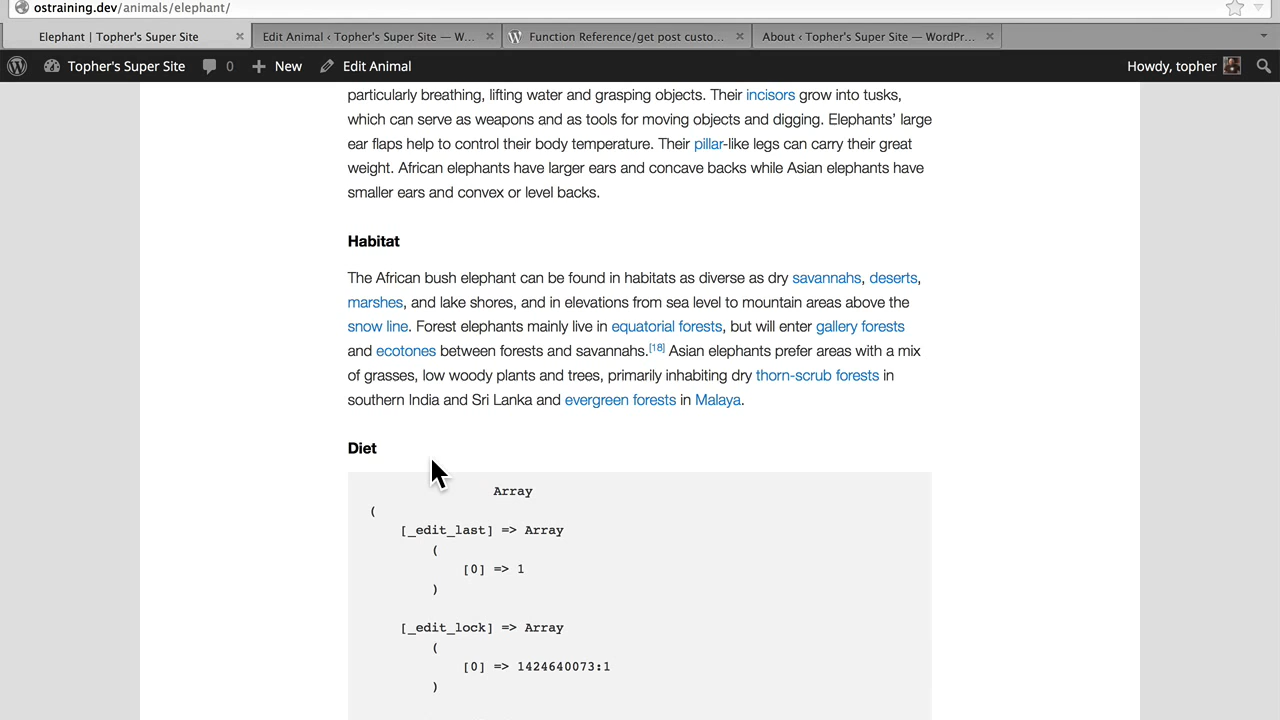 ostraining.dev/animals/elephant/
Elephant | Topher's Super Site × Edit Animal ‹ Topher's Super Site — W... × Function Reference/get post custo... × About ‹ Topher's Super Site — WordPr... ×
Topher's Super Site 0 + New Edit Animal Howdy, topher
particularly breathing, lifting water and grasping objects. Their incisors grow into tusks,
which can serve as weapons and as tools for moving objects and digging. Elephants’ large
ear flaps help to control their body temperature. Their pillar-like legs can carry their great
weight. African elephants have larger ears and concave backs while Asian elephants have
smaller ears and convex or level backs.
Habitat
The African bush elephant can be found in habitats as diverse as dry savannahs, deserts,
marshes, and lake shores, and in elevations from sea level to mountain areas above the
snow line. Forest elephants mainly live in equatorial forests, but will enter gallery forests
and ecotones between forests and savannahs.[18] Asian elephants prefer areas with a mix
of grasses, low woody plants and trees, primarily inhabiting dry thorn-scrub forests in
southern India and Sri Lanka and evergreen forests in Malaya.
Diet
Array
(
[_edit_last] => Array
(
[0] => 1
)
[_edit_lock] => Array
(
[0] => 1424640073:1
)